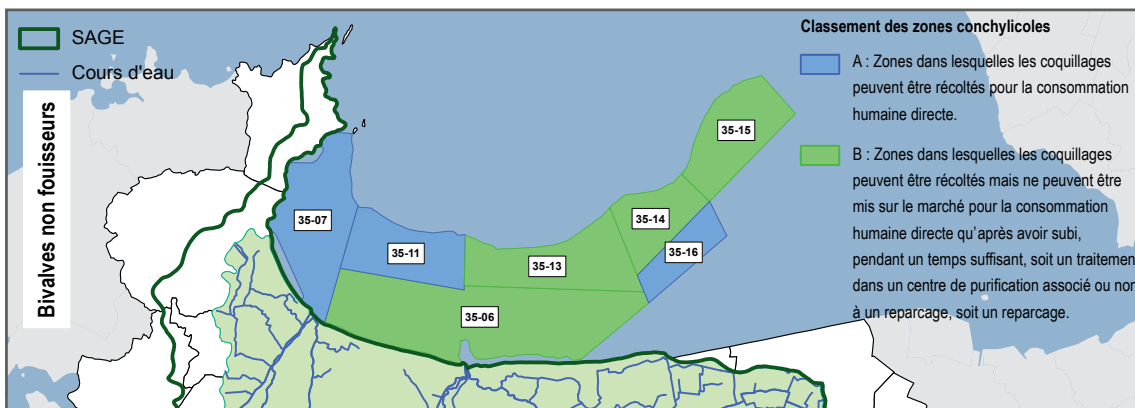 SAGE
Cours d'eau
Bivalves non fouisseurs
35-07
35-11
35-13
35-06
35-14
35-15
35-16
Classement des zones conchylicoles
A : Zones dans lesquelles les coquillages
peuvent être récoltés pour la consommation
humaine directe.
B : Zones dans lesquelles les coquillages
peuvent être récoltés mais ne peuvent être
mis sur le marché pour la consommation
humaine directe qu'après avoir subi,
pendant un temps suffisant, soit un traitemen
dans un centre de purification associé ou non
à un reparcage, soit un reparcage.